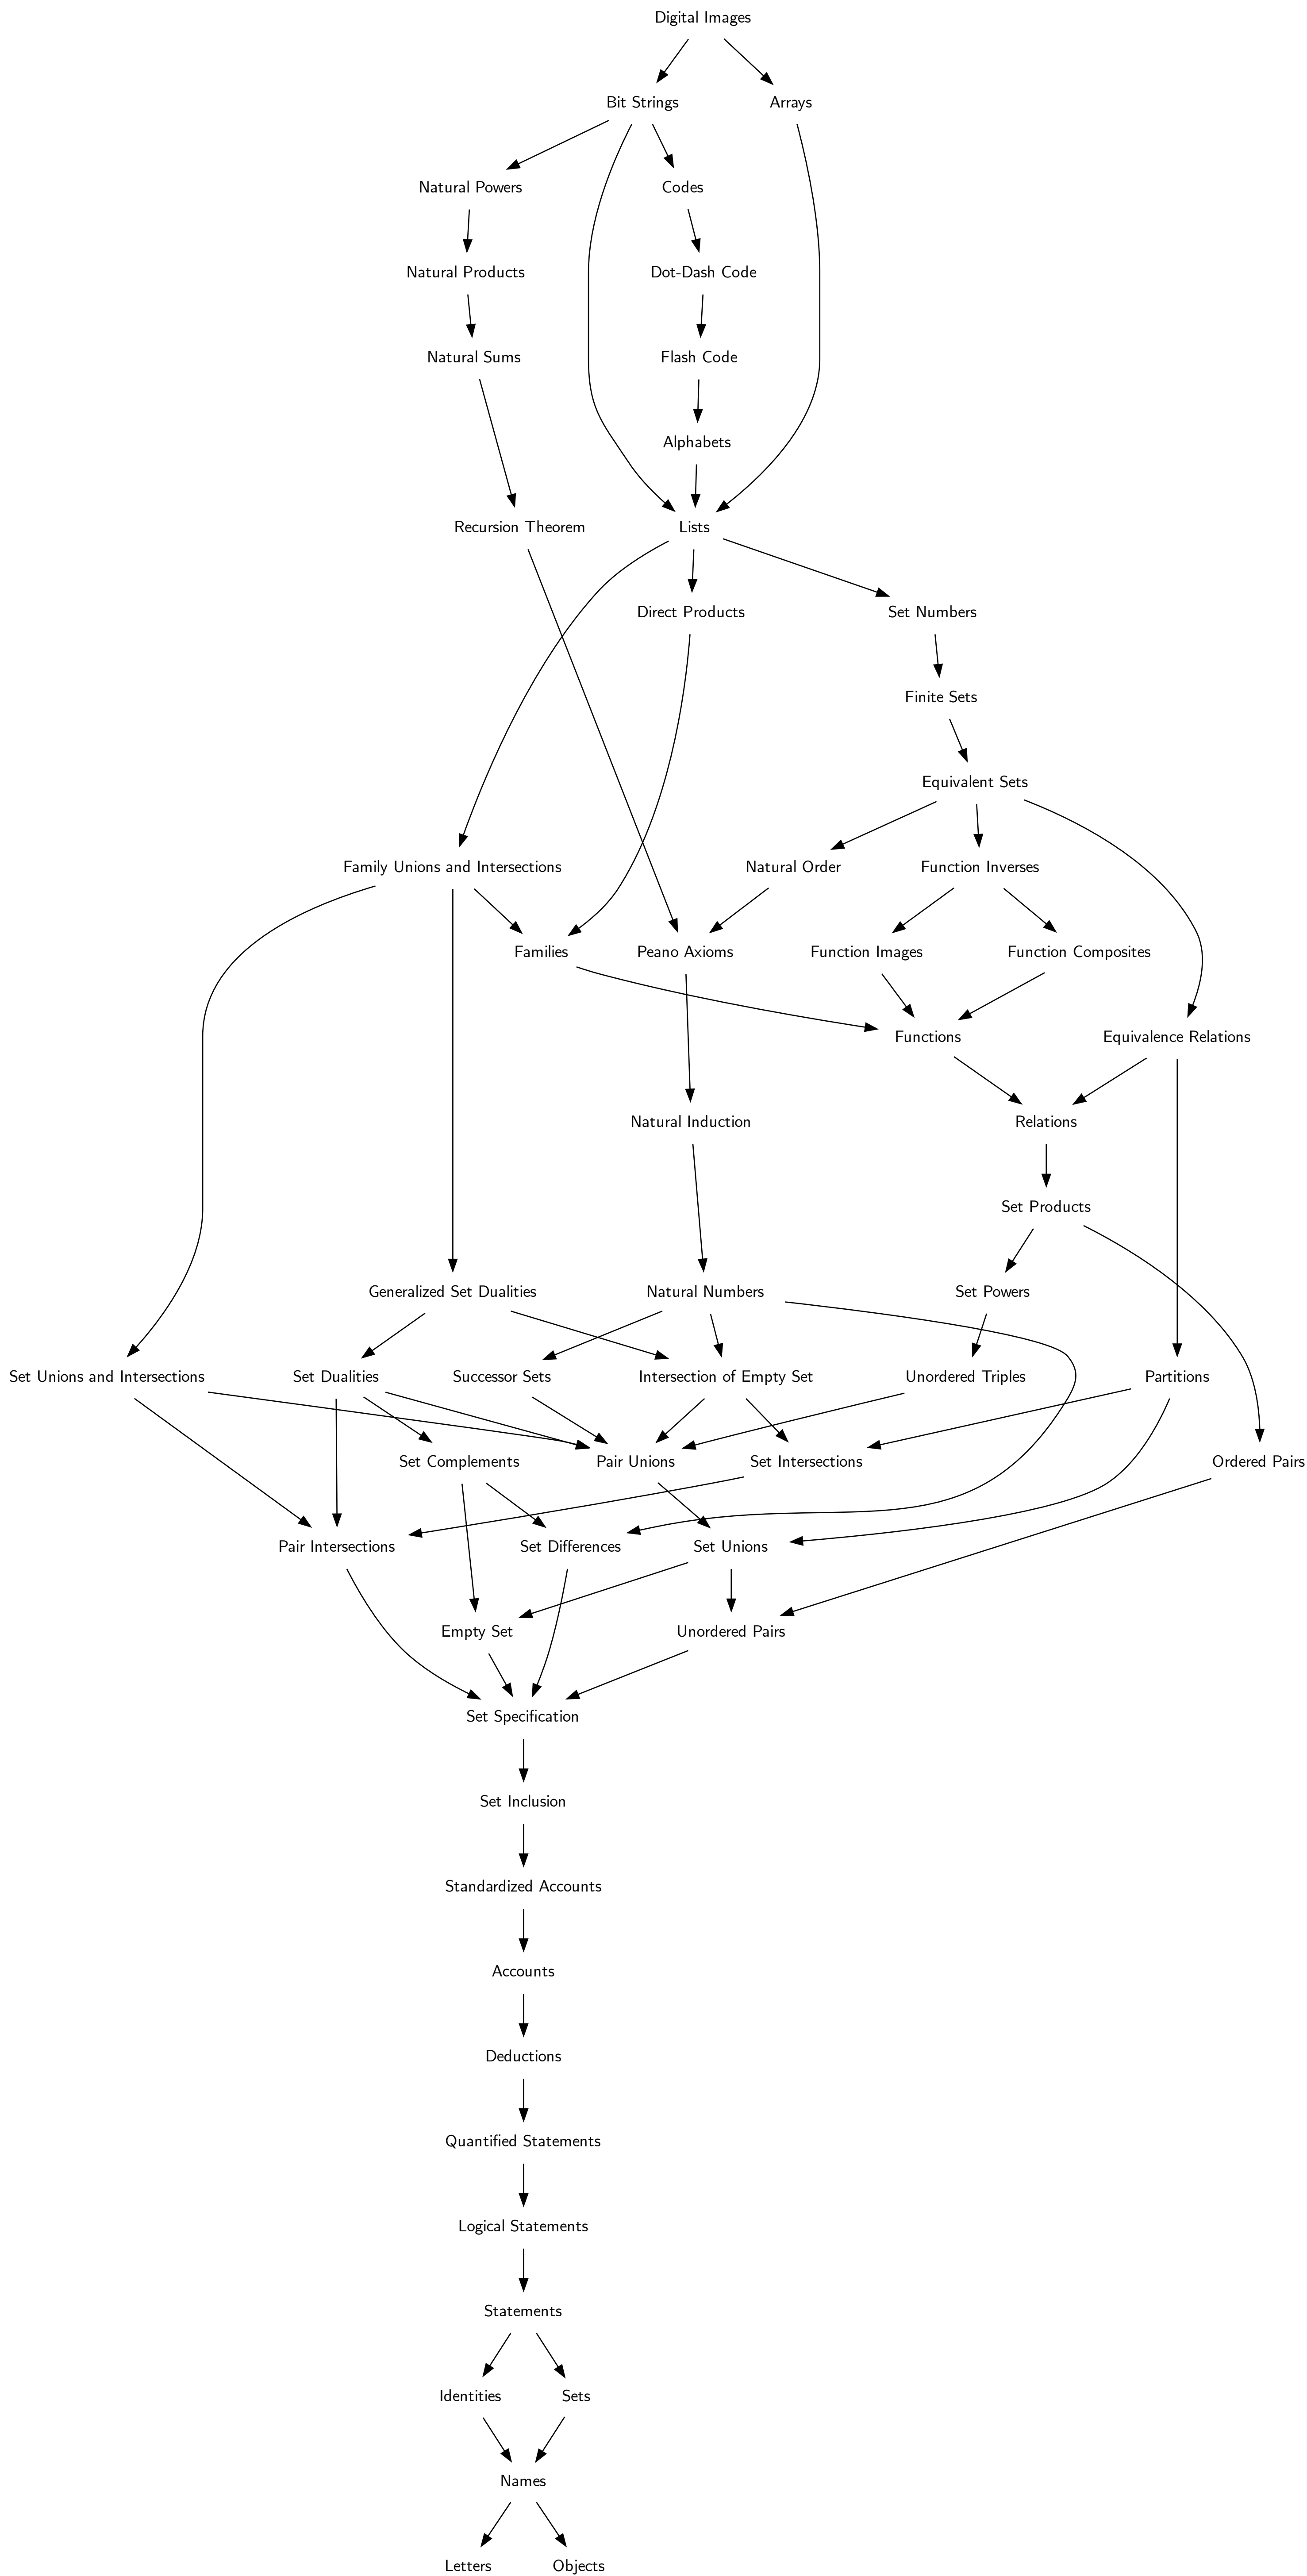 Digital Images
Bit Strings
Arrays
Natural Powers
Codes
Natural Products
Dot-Dash Code
Natural Sums
Flash Code
Alphabets
Recursion Theorem
Lists
Direct Products
Set Numbers
Finite Sets
Equivalent Sets
Family Unions and Intersections
Natural Order
Function Inverses
Families
Peano Axioms
Function Images
Function Composites
Functions
Equivalence Relations
Natural Induction
Relations
Set Products
Generalized Set Dualities
Natural Numbers
Set Powers
Set Unions and Intersections
Set Dualities
Successor Sets
Intersection of Empty Set
Unordered Triples
Partitions
Set Complements
Pair Unions
Set Intersections
Ordered Pairs
Pair Intersections
Set Differences
Set Unions
Empty Set
Unordered Pairs
Set Specification
Set Inclusion
Standardized Accounts
Accounts
Deductions
Quantified Statements
Logical Statements
Statements
Identities
Sets
Names
Letters
Objects